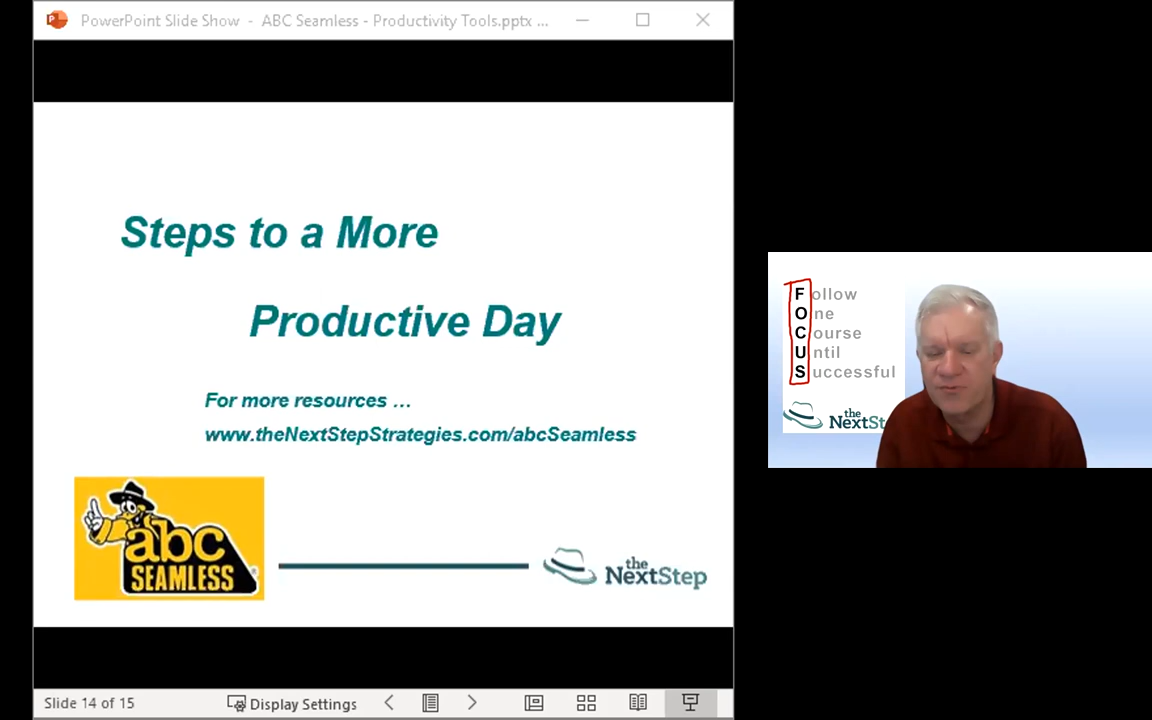 PowerPoint Slide Show - ABC Seamless - Productivity Tools.pptx ...
Steps to a More
Productive Day
For more resources ...
www.theNextStepStrategies.com/abcSeamless
abc
SEAMLESS
the
NextStep
Slide 14 of 15
Display Settings
Follow
One
Course
Until
Successful
the
NextSt